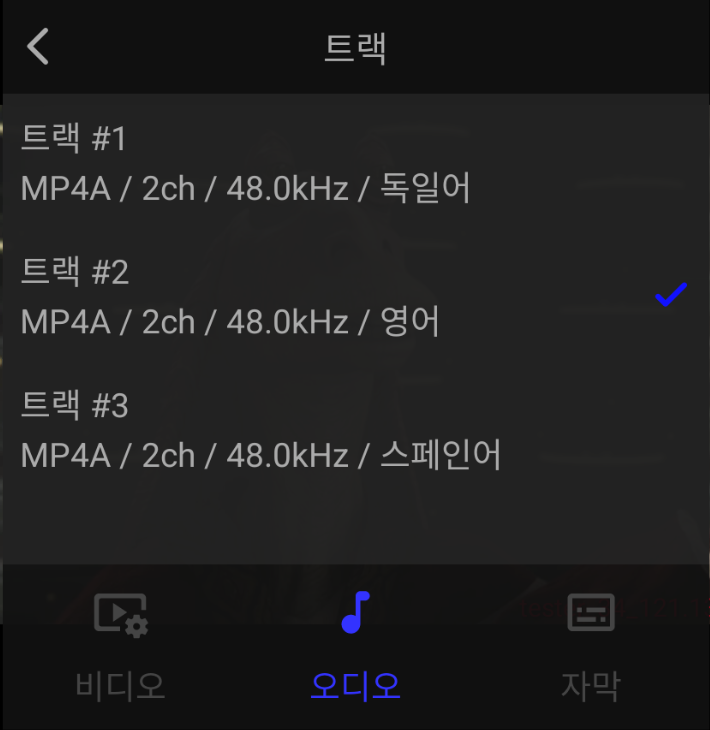 트랙
트랙 #1
MP4A / 2ch / 48.0kHz / 독일어
트랙 #2
MP4A / 2ch / 48.0kHz / 영어
트랙 #3
MP4A / 2ch / 48.0kHz / 스페인어
비디오
오디오
자막